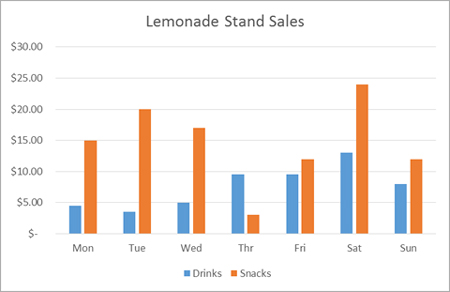 Lemonade Stand Sales
$30.00
$25.00
$20.00
$15.00
$10.00
$5.00
$-
Mon Tue Wed Thr Fri Sat Sun
Drinks Snacks